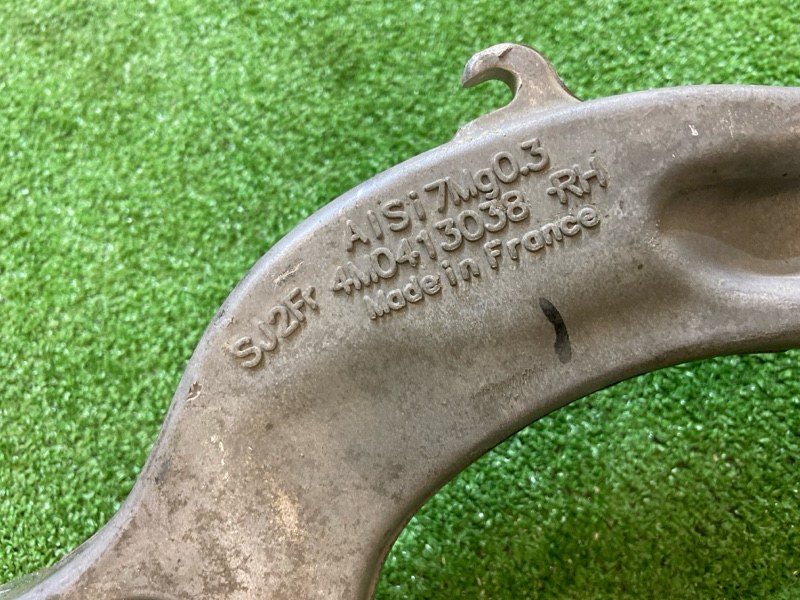 AlSi7Mg0.3
4M0413038 -RH
Made in France
SJ2Fr